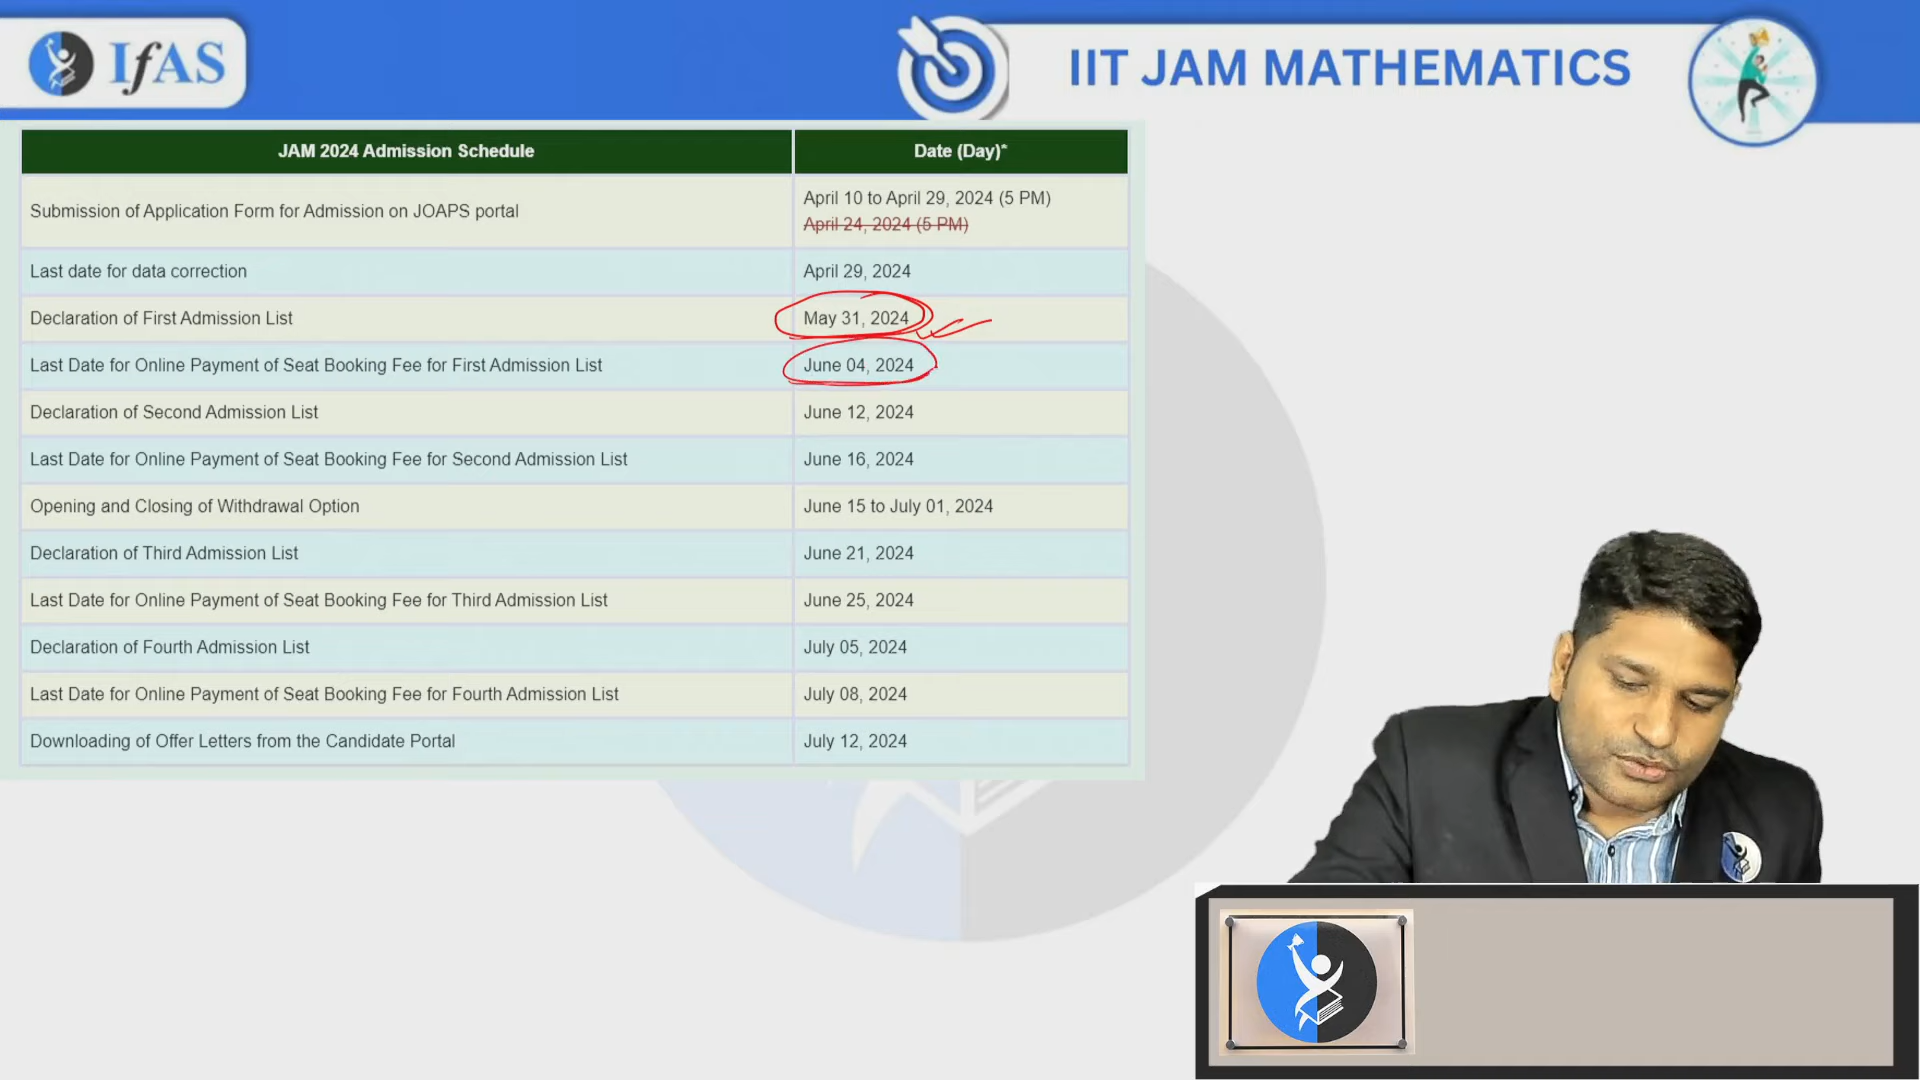 IfAS
IIT JAM MATHEMATICS
JAM 2024 Admission Schedule
Date (Day)*
Submission of Application Form for Admission on JOAPS portal
April 10 to April 29, 2024 (5 PM)
April 24, 2024 (5 PM)
Last date for data correction
April 29, 2024
Declaration of First Admission List
May 31, 2024
Last Date for Online Payment of Seat Booking Fee for First Admission List
June 04, 2024
Declaration of Second Admission List
June 12, 2024
Last Date for Online Payment of Seat Booking Fee for Second Admission List
June 16, 2024
Opening and Closing of Withdrawal Option
June 15 to July 01, 2024
Declaration of Third Admission List
June 21, 2024
Last Date for Online Payment of Seat Booking Fee for Third Admission List
June 25, 2024
Declaration of Fourth Admission List
July 05, 2024
Last Date for Online Payment of Seat Booking Fee for Fourth Admission List
July 08, 2024
Downloading of Offer Letters from the Candidate Portal
July 12, 2024